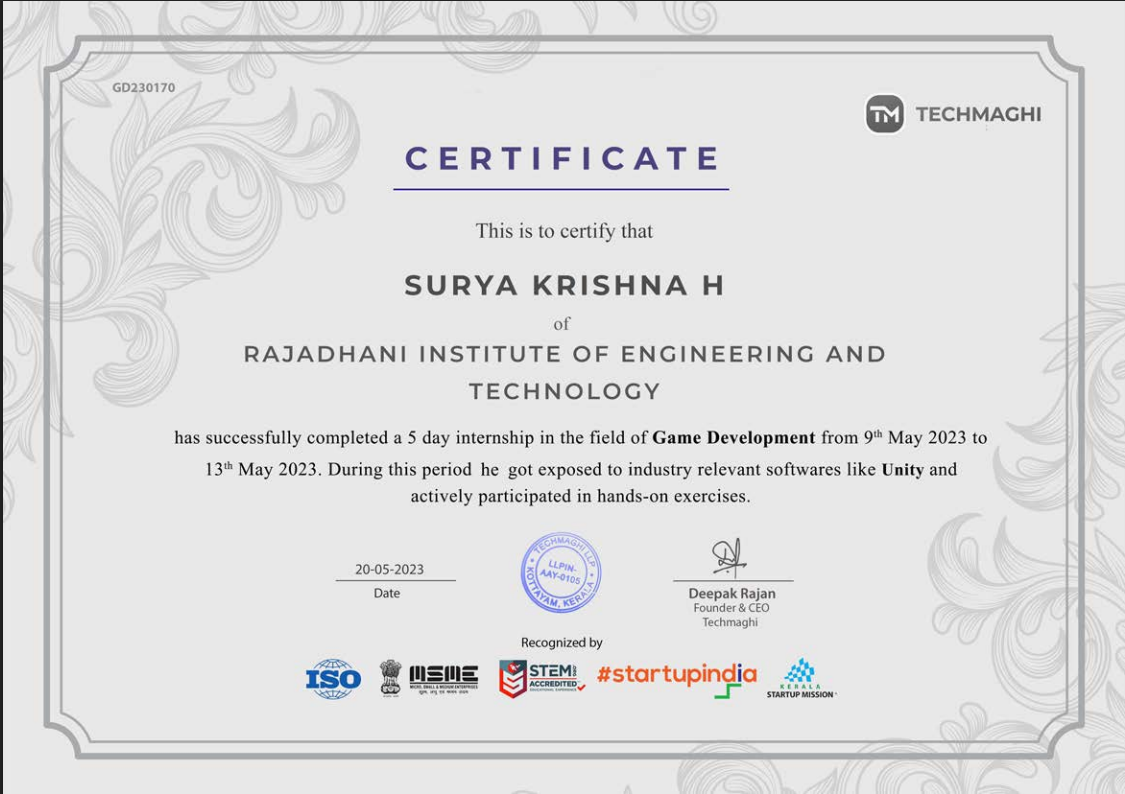 GD230170
TM TECHMAGHI
CERTIFICATE
This is to certify that
SURYA KRISHNA H
of
RAJADHANI INSTITUTE OF ENGINEERING AND
TECHNOLOGY
has successfully completed a 5 day internship in the field of Game Development from 9th May 2023 to
13th May 2023. During this period he got exposed to industry relevant softwares like Unity and
actively participated in hands-on exercises.
20-05-2023
Date
TECHMAGHI LLP
LLPIN-
AAY-0105
KOTTAYAM, KERALA
Deepak Rajan
Founder & CEO
Techmaghi
Recognized by
ISO
MSME
MICRO, SMALL & MEDIUM ENTERPRISES
STEM
ACCREDITED
EDUCATIONAL EXPERIENCE
#startupindia
KERALA
STARTUP MISSION